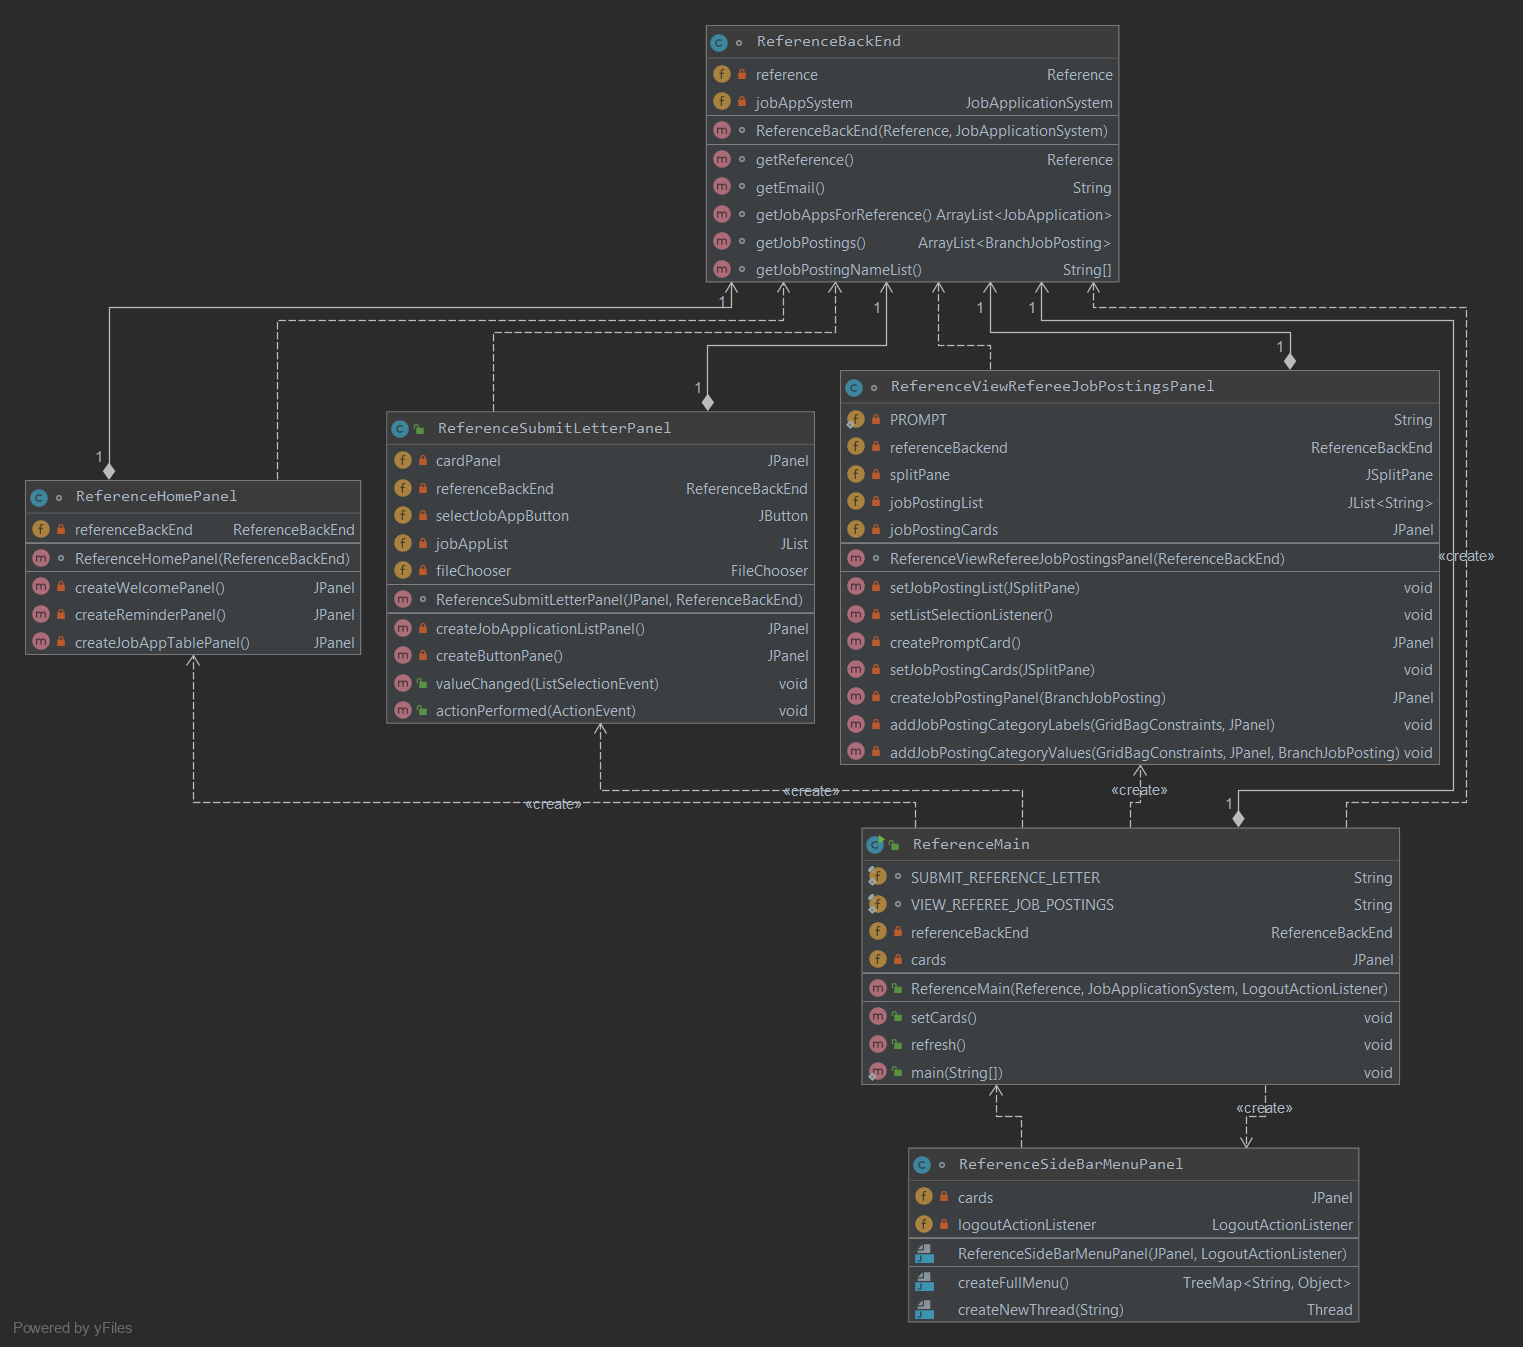 ReferenceBackEnd
reference Reference
jobAppSystem JobApplicationSystem
ReferenceBackEnd(Reference, JobApplicationSystem)
getReference() Reference
getEmail() String
getJobAppsForReference() ArrayList<JobApplication>
getJobPostings() ArrayList<BranchJobPosting>
getJobPostingNameList() String[]
1
1
1
1
1
1
1
ReferenceHomePanel
referenceBackEnd ReferenceBackEnd
ReferenceHomePanel(ReferenceBackEnd)
createWelcomePanel() JPanel
createReminderPanel() JPanel
createJobAppTablePanel() JPanel
ReferenceSubmitLetterPanel
cardPanel JPanel
referenceBackEnd ReferenceBackEnd
selectJobAppButton JButton
jobAppList JList
fileChooser FileChooser
ReferenceSubmitLetterPanel(JPanel, ReferenceBackEnd)
createJobApplicationListPanel() JPanel
createButtonPane() JPanel
valueChanged(ListSelectionEvent) void
actionPerformed(ActionEvent) void
ReferenceViewRefereeJobPostingsPanel
PROMPT String
referenceBackend ReferenceBackEnd
splitPane JSplitPane
jobPostingList JList<String>
jobPostingCards JPanel
ReferenceViewRefereeJobPostingsPanel(ReferenceBackEnd)
setJobPostingList(JSplitPane) void
setListSelectionListener() void
createPromptCard() JPanel
setJobPostingCards(JSplitPane) void
createJobPostingPanel(BranchJobPosting) JPanel
addJobPostingCategoryLabels(GridBagConstraints, JPanel) void
addJobPostingCategoryValues(GridBagConstraints, JPanel, BranchJobPosting) void
«create»
«create»
«create»
«create»
1
ReferenceMain
SUBMIT_REFERENCE_LETTER String
VIEW_REFEREE_JOB_POSTINGS String
referenceBackEnd ReferenceBackEnd
cards JPanel
ReferenceMain(Reference, JobApplicationSystem, LogoutActionListener)
setCards() void
refresh() void
main(String[]) void
«create»
ReferenceSideBarMenuPanel
cards JPanel
logoutActionListener LogoutActionListener
ReferenceSideBarMenuPanel(JPanel, LogoutActionListener)
createFullMenu() TreeMap<String, Object>
createNewThread(String) Thread
Powered by yFiles